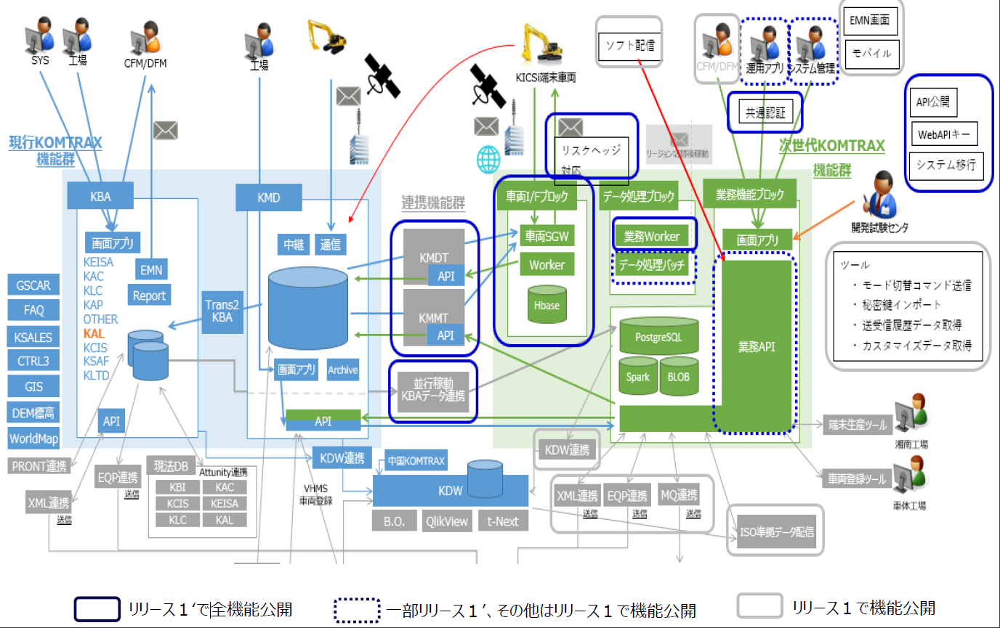 SYS
工場
CFM/DFM
工場
KICSi端末車両
ソフト配信
CFM/DFM
運用アプリ
システム管理
EMN画面
モバイル
共通認証
API公開
WebAPIキー
システム移行
現行KOMTRAX
機能群
次世代KOMTRAX
機能群
リスクヘッジ
対応
リージョン切替後稼動
KBA
KMD
連携機能群
車両I/Fブロック
データ処理ブロック
業務機能ブロック
開発試験センタ
画面アプリ
KEISA
KAC
KLC
KAP
OTHER
KAL
KCIS
KSAF
KLTD
EMN
Report
中継
通信
KMDT
API
KMMT
API
車両SGW
Worker
Hbase
業務Worker
データ処理バッチ
画面アプリ
業務API
ツール
・ モード切替コマンド送信
・ 秘密鍵インポート
・ 送受信履歴データ取得
・ カスタマイズデータ取得
GSCAR
FAQ
KSALES
CTRL3
GIS
DEM標高
WorldMap
Trans2
KBA
画面アプリ
Archive
並行稼動
KBAデータ連携
PostgreSQL
Spark
BLOB
API
API
端末生産ツール
湘南工場
車両登録ツール
車体工場
PRONT連携
XML連携
送信
EQP連携
送信
現法DB
Attunity連携
KBI
KAC
KCIS
KEISA
KLC
KAL
KDW連携
中国KOMTRAX
VHMS
車両登録
KDW
B.O.
QlikView
t-Next
KDW連携
XML連携
送信
EQP連携
送信
MQ連携
送信
ISO準拠データ配信
リリース１‘で全機能公開
一部リリース１’、その他はリリース１で機能公開
リリース１で機能公開